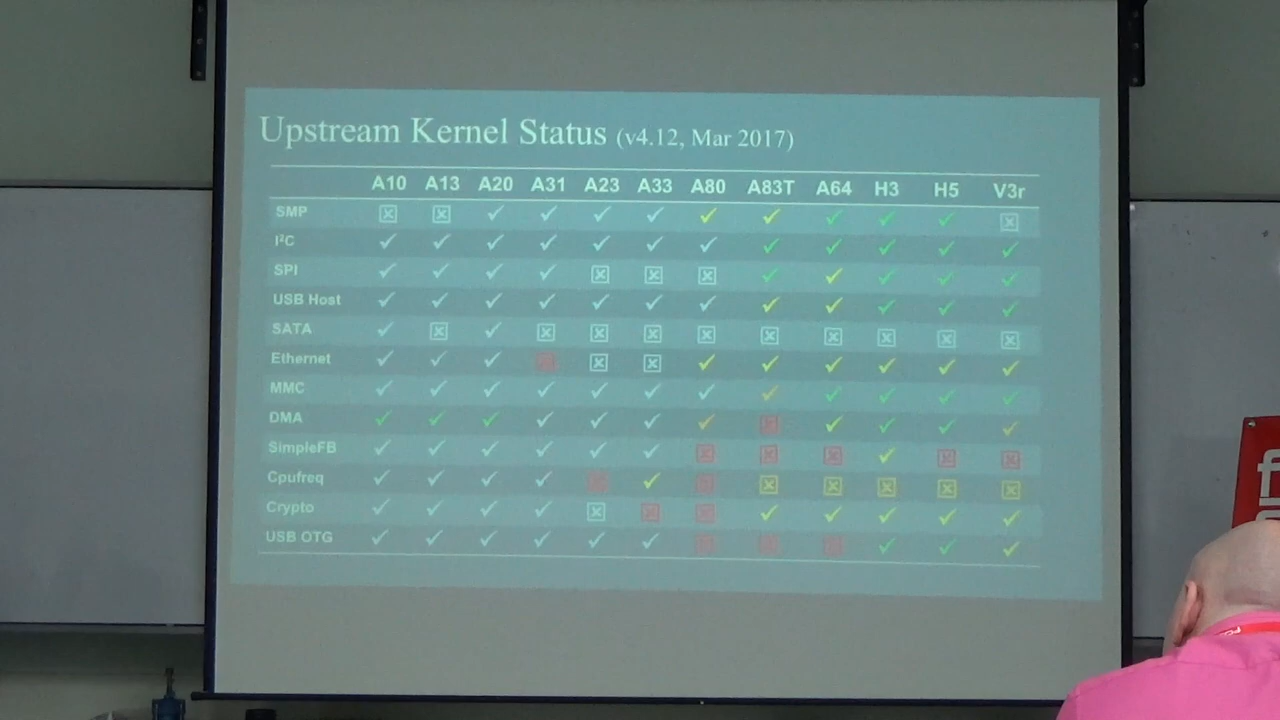 Upstream Kernel Status (v4.12, Mar 2017)
A10 A13 A20 A31 A23 A33 A80 A83T A64 H3 H5 V3r
SMP ☒ ☒ ✓ ✓ ✓ ✓ ✓ ✓ ✓ ✓ ✓ ☒
I²C ✓ ✓ ✓ ✓ ✓ ✓ ✓ ✓ ✓ ✓ ✓ ✓
SPI ✓ ✓ ✓ ✓ ☒ ☒ ☒ ✓ ✓ ✓ ✓ ✓
USB Host ✓ ✓ ✓ ✓ ✓ ✓ ✓ ✓ ✓ ✓ ✓ ✓
SATA ✓ ☒ ✓ ☒ ☒ ☒ ☒ ☒ ☒ ☒ ☒ ☒
Ethernet ✓ ✓ ✓ ☒ ☒ ☒ ✓ ✓ ✓ ✓ ✓ ✓
MMC ✓ ✓ ✓ ✓ ✓ ✓ ✓ ✓ ✓ ✓ ✓ ✓
DMA ✓ ✓ ✓ ✓ ✓ ✓ ✓ ☒ ✓ ✓ ✓ ✓
SimpleFB ✓ ✓ ✓ ✓ ✓ ✓ ☒ ☒ ☒ ✓ ☒ ☒
Cpufreq ✓ ✓ ✓ ✓ ☒ ✓ ☒ ☒ ☒ ☒ ☒ ☒
Crypto ✓ ✓ ✓ ✓ ☒ ☒ ☒ ✓ ✓ ✓ ✓ ✓
USB OTG ✓ ✓ ✓ ✓ ✓ ✓ ☒ ☒ ☒ ✓ ✓ ✓